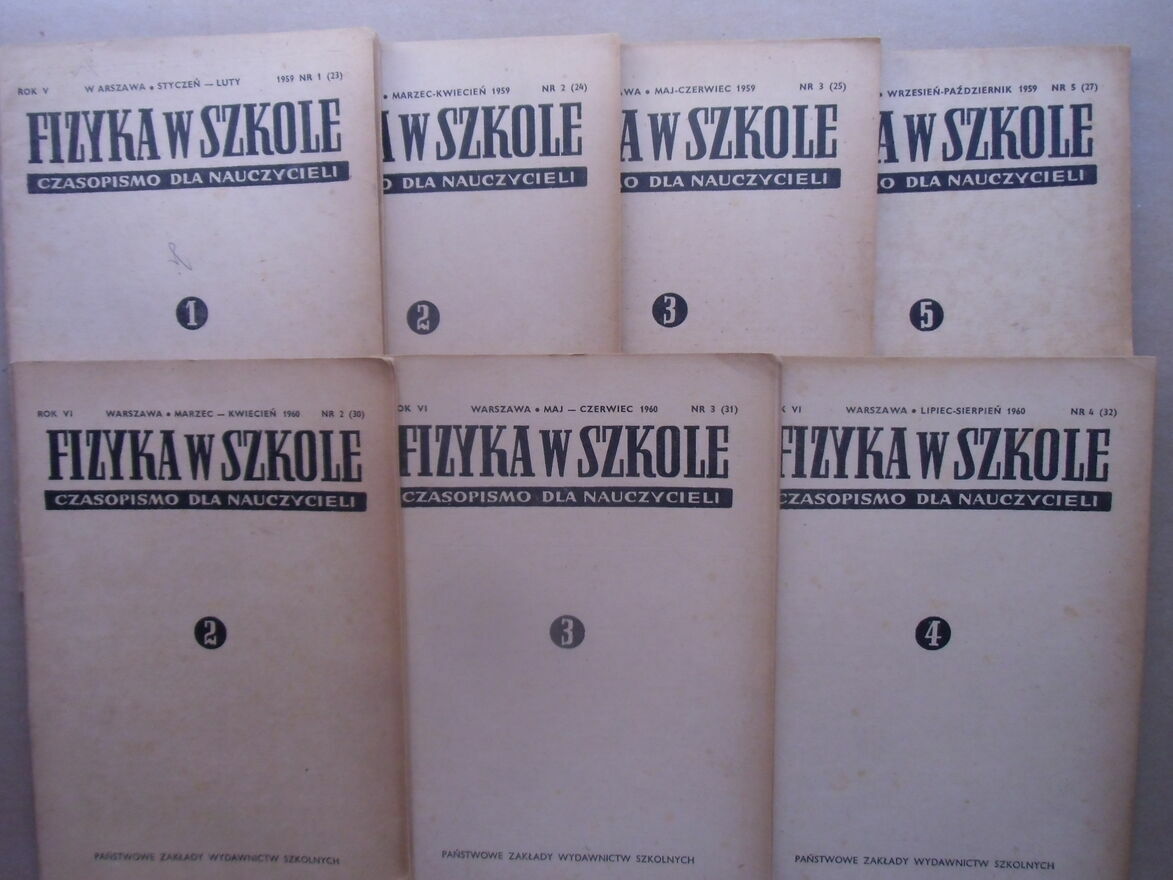 ROK V WARSZAWA • STYCZEŃ — LUTY 1959 NR 1 (23)
FIZYKA W SZKOLE
CZASOPISMO DLA NAUCZYCIELI
1
• MARZEC-KWIECIEŃ 1959 NR 2 (24)
A W SZKOLE
O DLA NAUCZYCIELI
2
WA • MAJ-CZERWIEC 1959 NR 3 (25)
A W SZKOLE
O DLA NAUCZYCIELI
3
• WRZESIEŃ-PAŹDZIERNIK 1959 NR 5 (27)
A W SZKOLE
MO DLA NAUCZYCIELI
5
ROK VI WARSZAWA • MARZEC — KWIECIEŃ 1960 NR 2 (30)
FIZYKA W SZKOLE
CZASOPISMO DLA NAUCZYCIELI
2
PAŃSTWOWE ZAKŁADY WYDAWNICTW SZKOLNYCH
OK VI WARSZAWA • MAJ — CZERWIEC 1960 NR 3 (31)
FIZYKA W SZKOLE
CZASOPISMO DLA NAUCZYCIELI
3
PAŃSTWOWE ZAKŁADY WYDAWNICTW SZKOLNYCH
K VI WARSZAWA • LIPIEC-SIERPIEŃ 1960 NR 4 (32)
FIZYKA W SZKOLE
CZASOPISMO DLA NAUCZYCIELI
4
PAŃSTWOWE ZAKŁADY WYDAWNICTW SZKOLNYCH